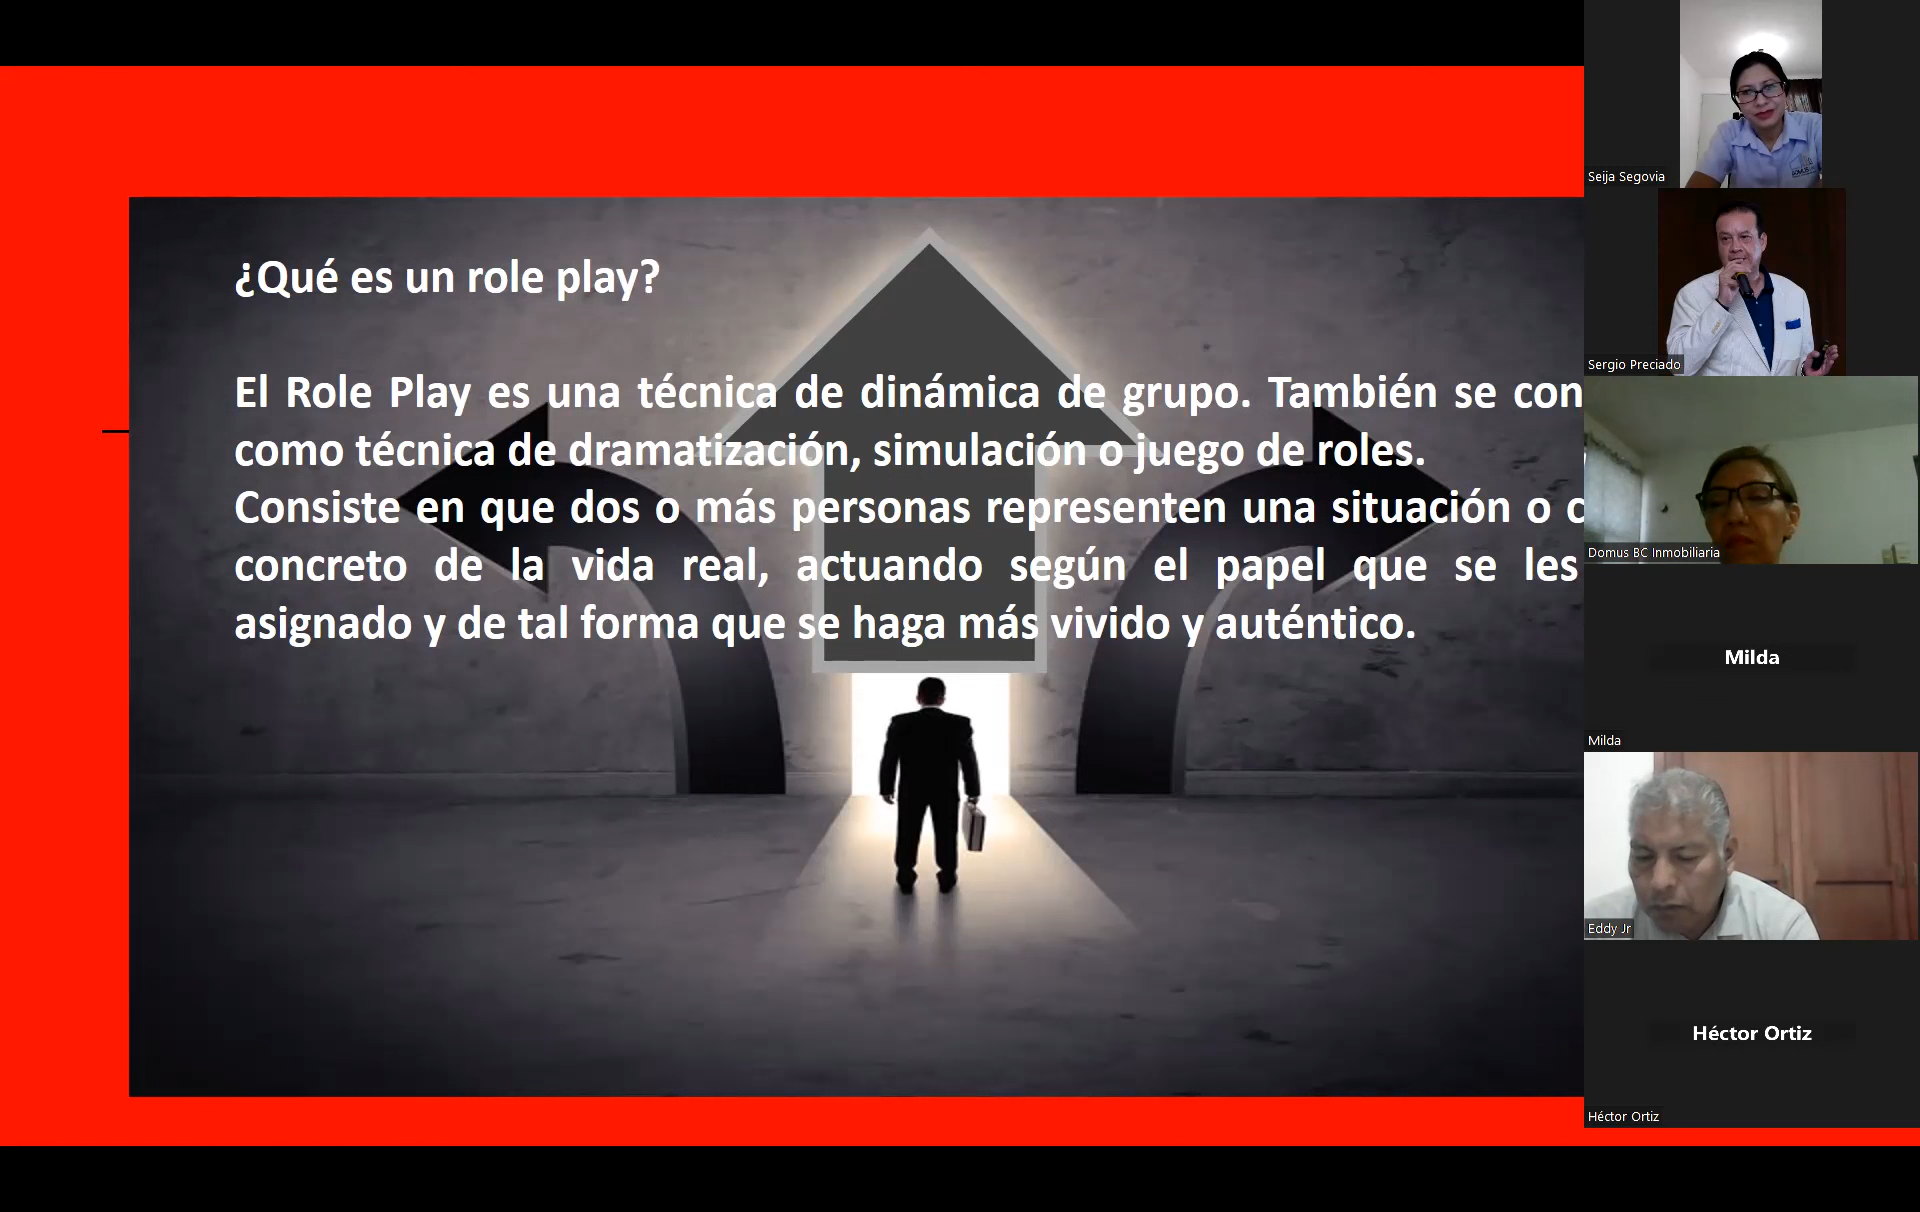 ¿Qué es un role play?
El Role Play es una técnica de dinámica de grupo. También se con
como técnica de dramatización, simulación o juego de roles.
Consiste en que dos o más personas representen una situación o c
concreto de la vida real, actuando según el papel que se les
asignado y de tal forma que se haga más vivido y auténtico.
Seija Segovia
Sergio Preciado
Domus BC Inmobiliaria
Milda
Milda
Eddy Jr
Héctor Ortiz
Héctor Ortiz